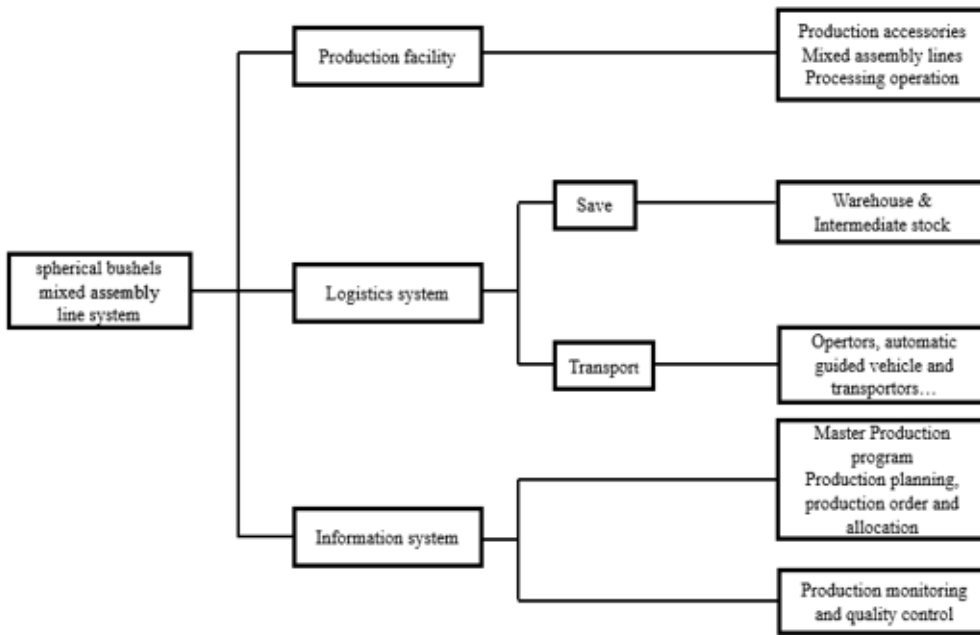 Production facility
Production accessories
Mixed assembly lines
Processing operation
spherical bushels
mixed assembly
line system
Logistics system
Save
Warehouse &
Intermediate stock
Transport
Opertors, automatic
guided vehicle and
transportors…
Information system
Master Production
program
Production planning,
production order and
allocation
Production monitoring
and quality control